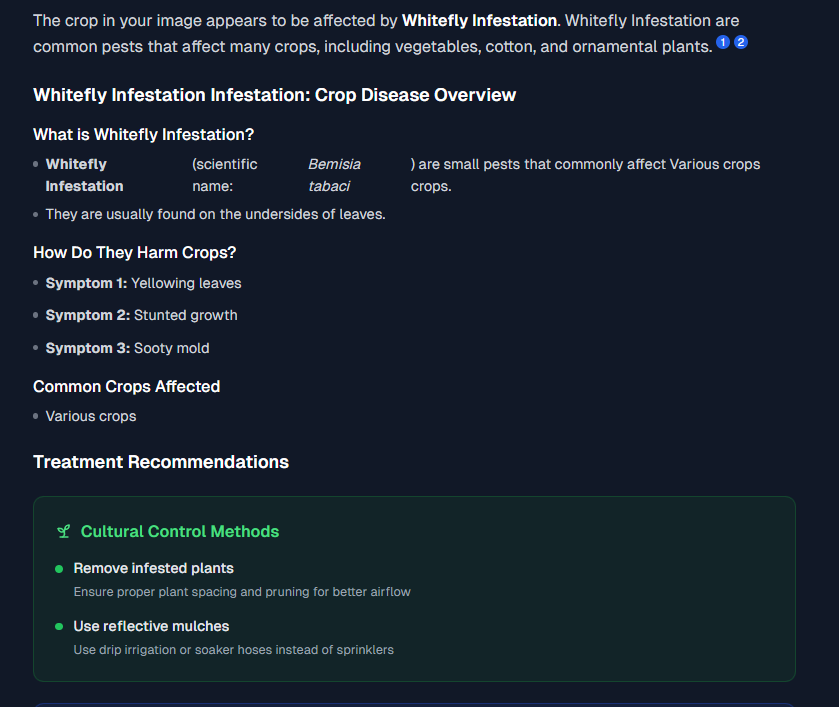 The crop in your image appears to be affected by Whitefly Infestation. Whitefly Infestation are
common pests that affect many crops, including vegetables, cotton, and ornamental plants. 1 2
Whitefly Infestation Infestation: Crop Disease Overview
What is Whitefly Infestation?
Whitefly Infestation (scientific name: Bemisia tabaci ) are small pests that commonly affect Various crops crops.
They are usually found on the undersides of leaves.
How Do They Harm Crops?
Symptom 1: Yellowing leaves
Symptom 2: Stunted growth
Symptom 3: Sooty mold
Common Crops Affected
Various crops
Treatment Recommendations
Cultural Control Methods
Remove infested plants
Ensure proper plant spacing and pruning for better airflow
Use reflective mulches
Use drip irrigation or soaker hoses instead of sprinklers